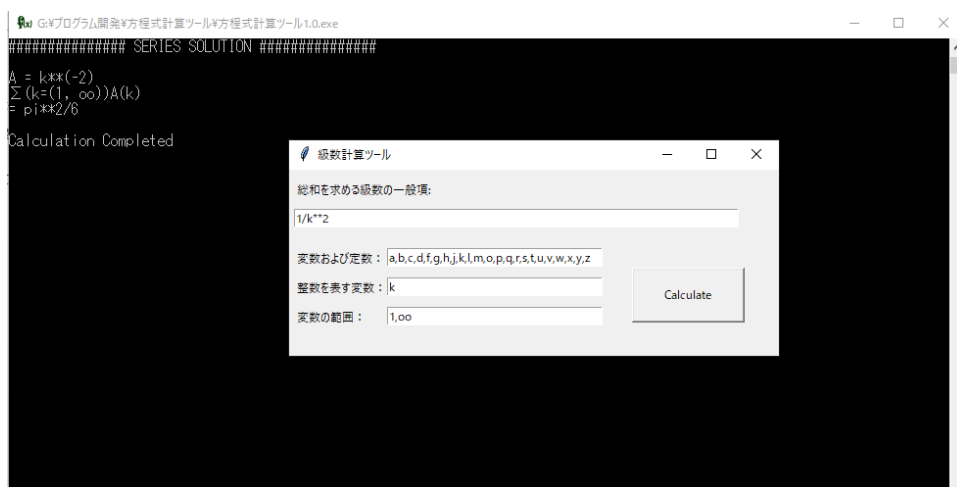 G:¥プログラム開発¥方程式計算ツール¥方程式計算ツール1.0.exe
############### SERIES SOLUTION ###############
A = k**(-2)
∑(k=(1, oo))A(k)
= pi**2/6
Calculation Completed
級数計算ツール
総和を求める級数の一般項:
1/k**2
変数および定数： a,b,c,d,f,g,h,j,k,l,m,o,p,q,r,s,t,u,v,w,x,y,z
整数を表す変数： k
変数の範囲： 1,oo
Calculate